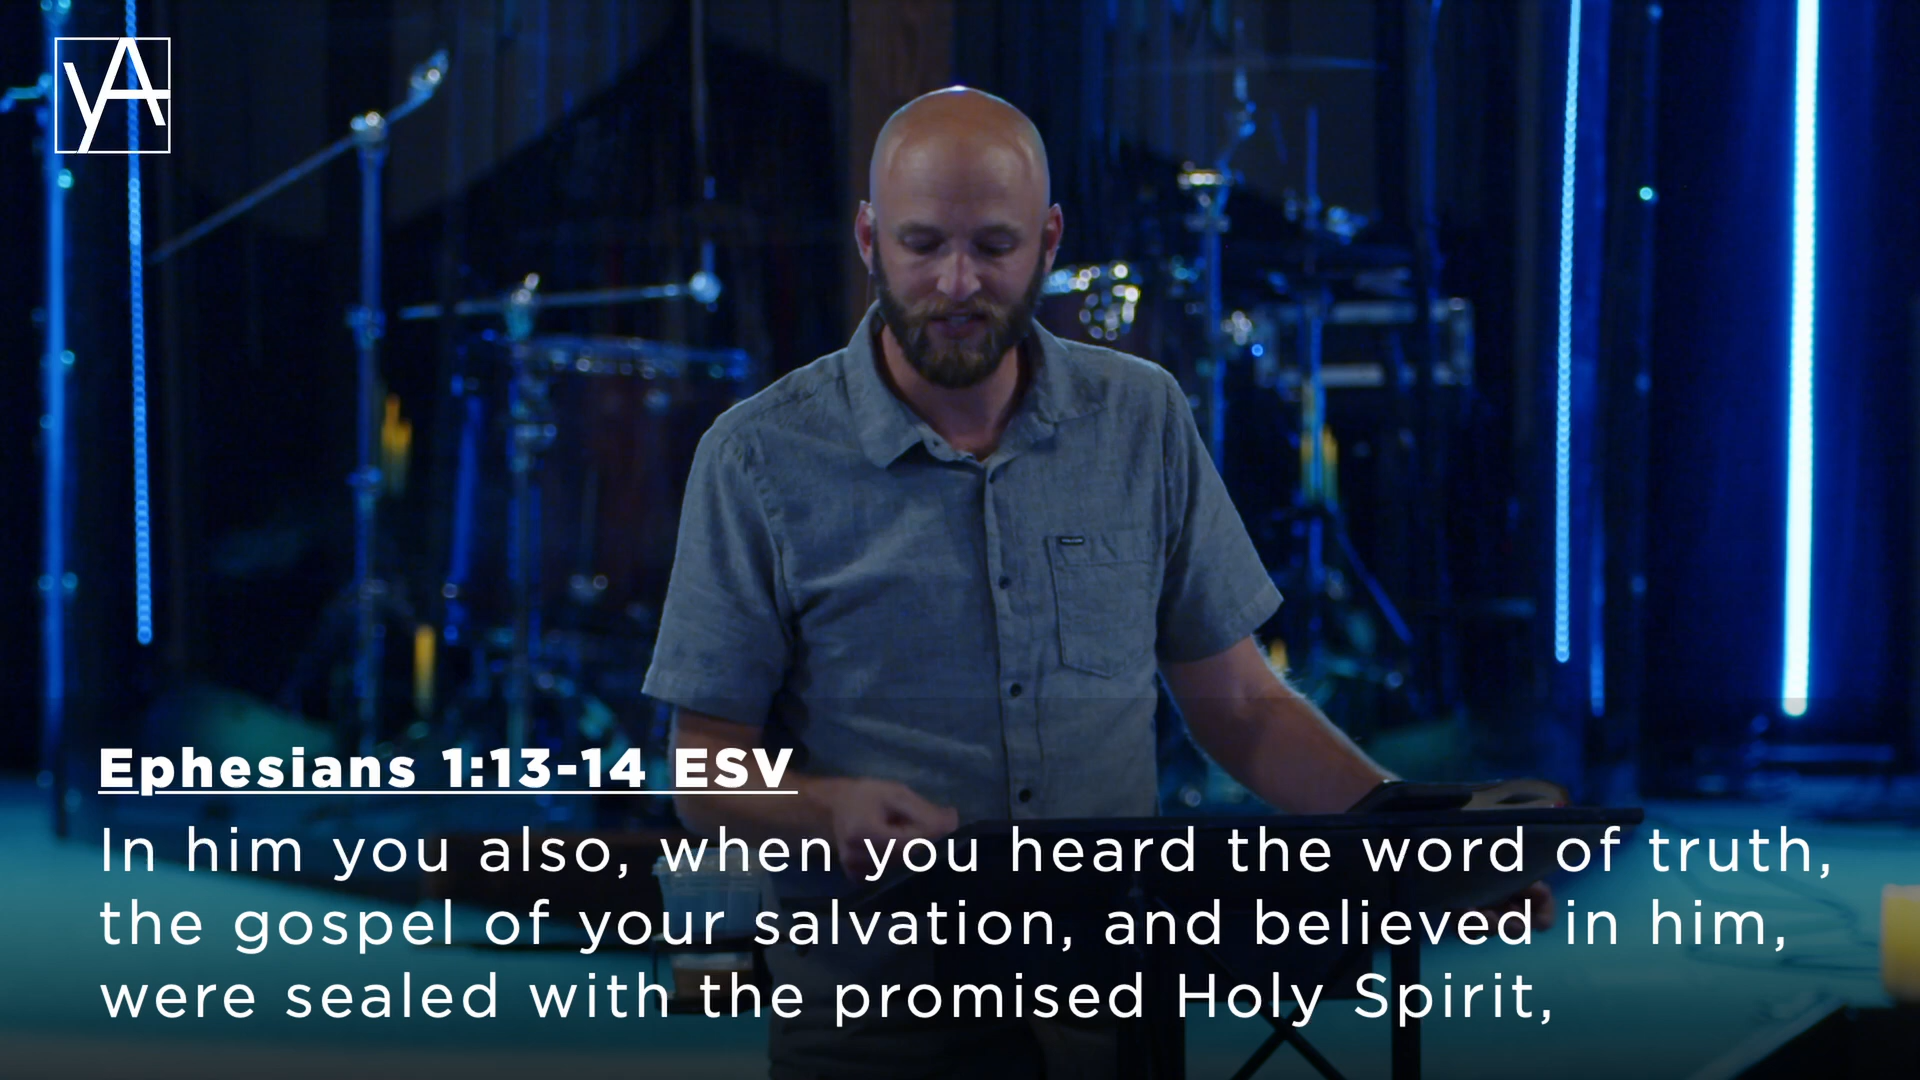 yA
Ephesians 1:13-14 ESV
In him you also, when you heard the word of truth,
the gospel of your salvation, and believed in him,
were sealed with the promised Holy Spirit,